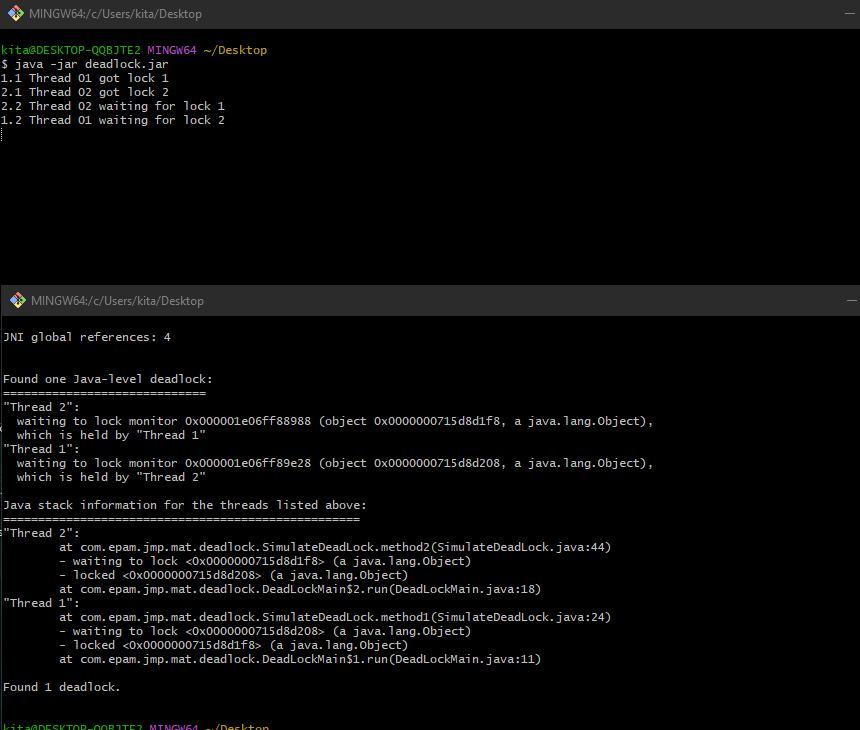 MINGW64:/c/Users/kita/Desktop
kita@DESKTOP-QQBJTE2 MINGW64 ~/Desktop
$ java -jar deadlock.jar
1.1 Thread 01 got lock 1
2.1 Thread 02 got lock 2
2.2 Thread 02 waiting for lock 1
1.2 Thread 01 waiting for lock 2
MINGW64:/c/Users/kita/Desktop
JNI global references: 4
Found one Java-level deadlock:
=============================
"Thread 2":
  waiting to lock monitor 0x000001e06ff88988 (object 0x0000000715d8d1f8, a java.lang.Object),
  which is held by "Thread 1"
"Thread 1":
  waiting to lock monitor 0x000001e06ff89e28 (object 0x0000000715d8d208, a java.lang.Object),
  which is held by "Thread 2"
Java stack information for the threads listed above:
===================================================
"Thread 2":
        at com.epam.jmp.mat.deadlock.SimulateDeadLock.method2(SimulateDeadLock.java:44)
        - waiting to lock <0x0000000715d8d1f8> (a java.lang.Object)
        - locked <0x0000000715d8d208> (a java.lang.Object)
        at com.epam.jmp.mat.deadlock.DeadLockMain$2.run(DeadLockMain.java:18)
"Thread 1":
        at com.epam.jmp.mat.deadlock.SimulateDeadLock.method1(SimulateDeadLock.java:24)
        - waiting to lock <0x0000000715d8d208> (a java.lang.Object)
        - locked <0x0000000715d8d1f8> (a java.lang.Object)
        at com.epam.jmp.mat.deadlock.DeadLockMain$1.run(DeadLockMain.java:11)
Found 1 deadlock.
kita@DESKTOP-QQBJTE2 MINGW64 ~/Desktop